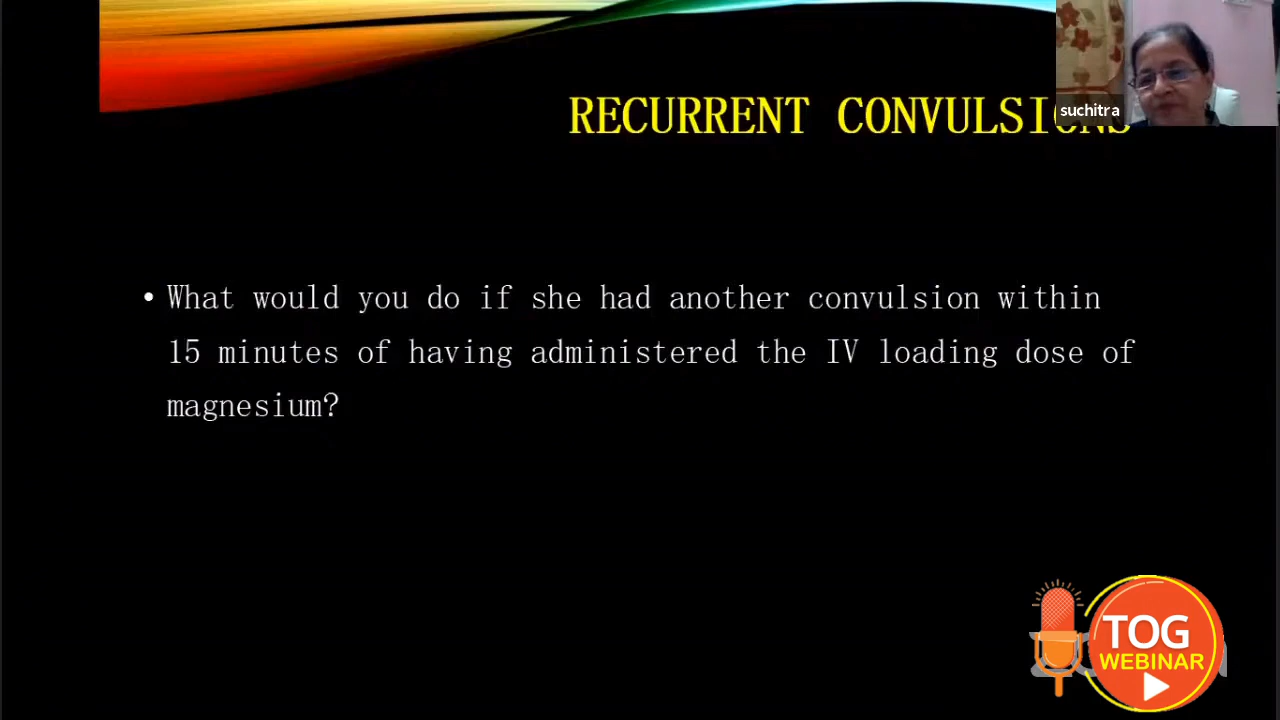 suchitra
RECURRENT CONVULSIONS
• What would you do if she had another convulsion within
15 minutes of having administered the IV loading dose of
magnesium?
TOG
WEBINAR